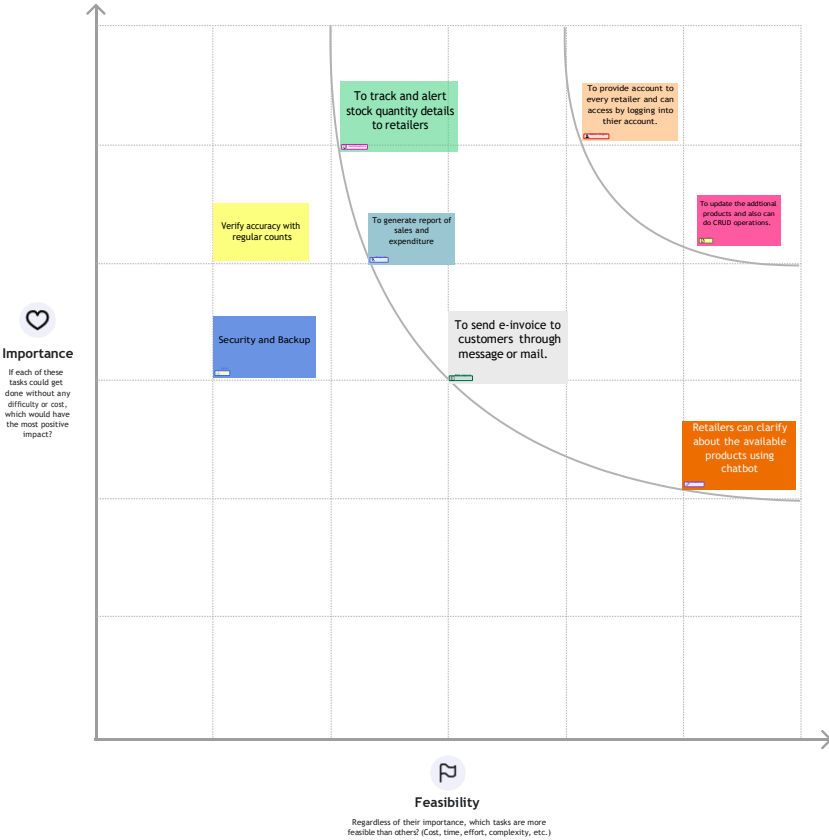 To track and alert
stock quantity details
to retailers
To provide account to
every retailer and can
access by logging into
thier account.
Verify accuracy with
regular counts
To generate report of
sales and
expenditure
To update the addtional
products and also can
do CRUD operations.
Security and Backup
To send e-invoice to
customers through
message or mail.
Retailers can clarify
about the available
products using
chatbot
Importance
If each of these
tasks could get
done without any
difficulty or cost,
which would have
the most positive
impact?
Feasibility
Regardless of their importance, which tasks are more
feasible than others? (Cost, time, effort, complexity, etc.)